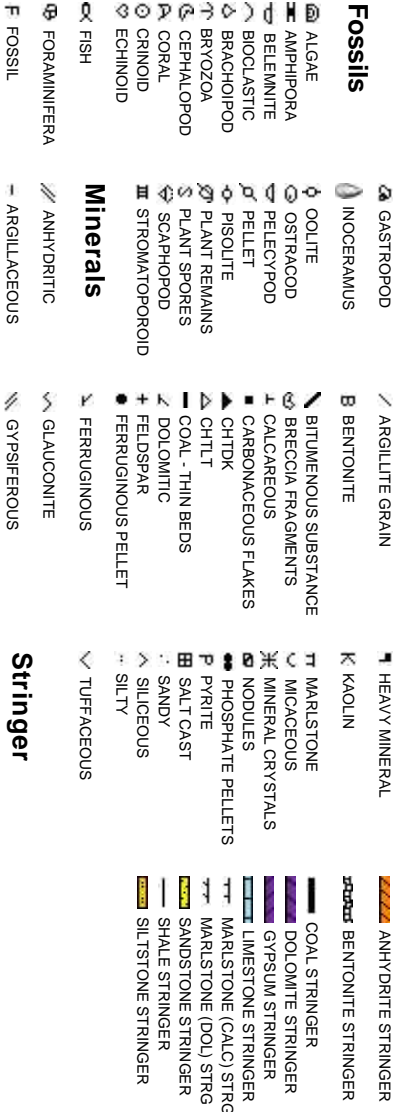 Fossils
ALGAE
AMPHIPORA
BELEMNITE
BIOCLASTIC
BRACHOIPOD
BRYOZOA
CEPHALOPOD
CORAL
CRINOID
ECHINOID
FISH
FORAMINIFERA
F FOSSIL
GASTROPOD
INOCERAMUS
OOLITE
OSTRACOD
PELECYPOD
PELLET
PISOLITE
PLANT REMAINS
PLANT SPORES
SCAPHOPOD
STROMATOPOROID
Minerals
ANHYDRITIC
ARGILLACEOUS
ARGILLITE GRAIN
B BENTONITE
BITUMENOUS SUBSTANCE
BRECCIA FRAGMENTS
CALCAREOUS
CARBONACEOUS FLAKES
CHTDK
CHTLT
COAL - THIN BEDS
DOLOMITIC
FELDSPAR
FERRUGINOUS PELLET
FERRUGINOUS
GLAUCONITE
GYPSIFEROUS
HEAVY MINERAL
K KAOLIN
MARLSTONE
MICACEOUS
MINERAL CRYSTALS
NODULES
PHOSPHATE PELLETS
P PYRITE
SALT CAST
SANDY
SILICEOUS
SILTY
TUFFACEOUS
Stringer
ANHYDRITE STRINGER
BENTONITE STRINGER
COAL STRINGER
DOLOMITE STRINGER
GYPSUM STRINGER
LIMESTONE STRINGER
MARLSTONE (CALC) STRG
MARLSTONE (DOL) STRG
SANDSTONE STRINGER
SHALE STRINGER
SILTSTONE STRINGER